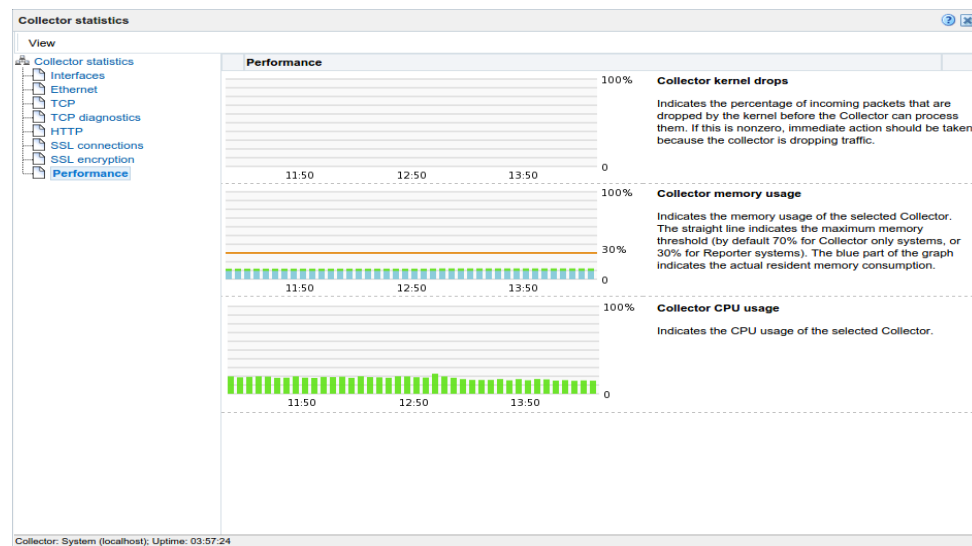 Collector statistics
View
Collector statistics
Interfaces
Ethernet
TCP
TCP diagnostics
HTTP
SSL connections
SSL encryption
Performance
Performance
100%
0
11:50 12:50 13:50
Collector kernel drops
Indicates the percentage of incoming packets that are
dropped by the kernel before the Collector can process
them. If this is nonzero, immediate action should be taken
because the collector is dropping traffic.
100%
30%
0
11:50 12:50 13:50
Collector memory usage
Indicates the memory usage of the selected Collector.
The straight line indicates the maximum memory
threshold (by default 70% for Collector only systems, or
30% for Reporter systems). The blue part of the graph
indicates the actual resident memory consumption.
100%
0
11:50 12:50 13:50
Collector CPU usage
Indicates the CPU usage of the selected Collector.
Collector: System (localhost); Uptime: 03:57:24